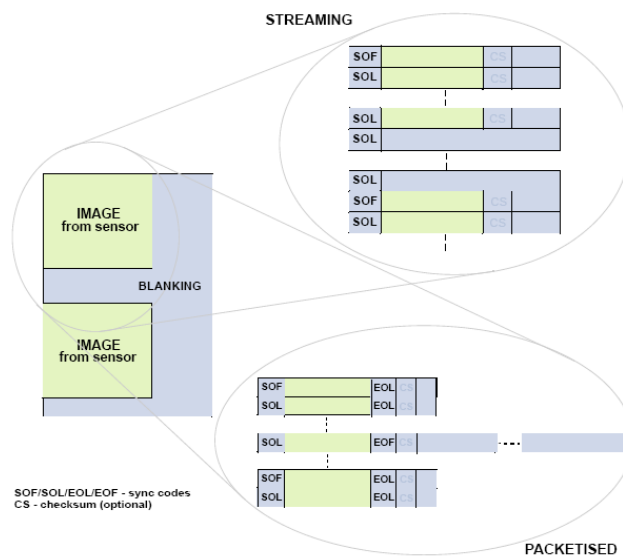 STREAMING
SOF CS
SOL CS
SOL CS
SOL
SOL
SOF CS
SOL CS
IMAGE
from sensor
BLANKING
IMAGE
from sensor
SOF EOL CS
SOL EOL CS
SOL EOF CS
SOF EOL CS
SOL EOL CS
SOF/SOL/EOL/EOF - sync codes
CS - checksum (optional)
PACKETISED